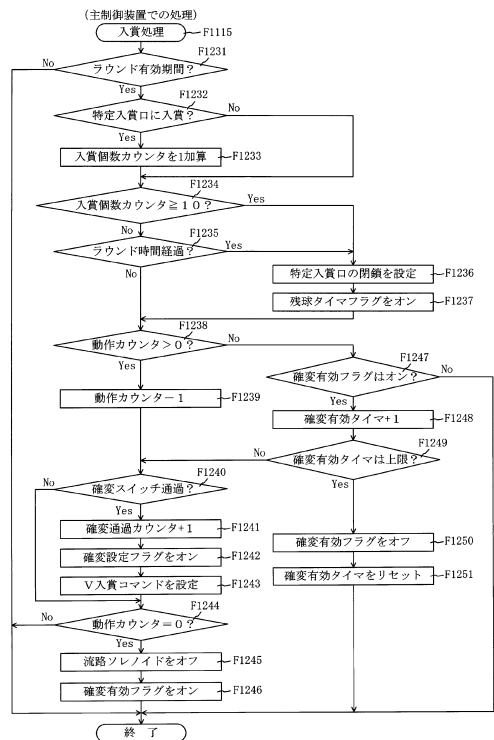 (主制御装置での処理)
入賞処理
F1115
F1231
No
ラウンド有効期間?
Yes
F1232
特定入賞口に入賞?
No
Yes
入賞個数カウンタを1加算
F1233
F1234
入賞個数カウンタ≧10?
Yes
No
F1235
ラウンド時間経過?
Yes
No
特定入賞口の閉鎖を設定
F1236
残球タイマフラグをオン
F1237
F1238
動作カウンタ>0?
No
Yes
F1247
確変有効フラグはオン?
No
Yes
動作カウンタ-1
F1239
確変有効タイマ+1
F1248
F1249
No
確変有効タイマは上限?
Yes
F1240
確変スイッチ通過?
No
Yes
確変通過カウンタ+1
F1241
確変設定フラグをオン
F1242
V入賞コマンドを設定
F1243
確変有効フラグをオフ
F1250
確変有効タイマをリセット
F1251
F1244
No
動作カウンタ=0?
Yes
流路ソレノイドをオフ
F1245
確変有効フラグをオン
F1246
終了